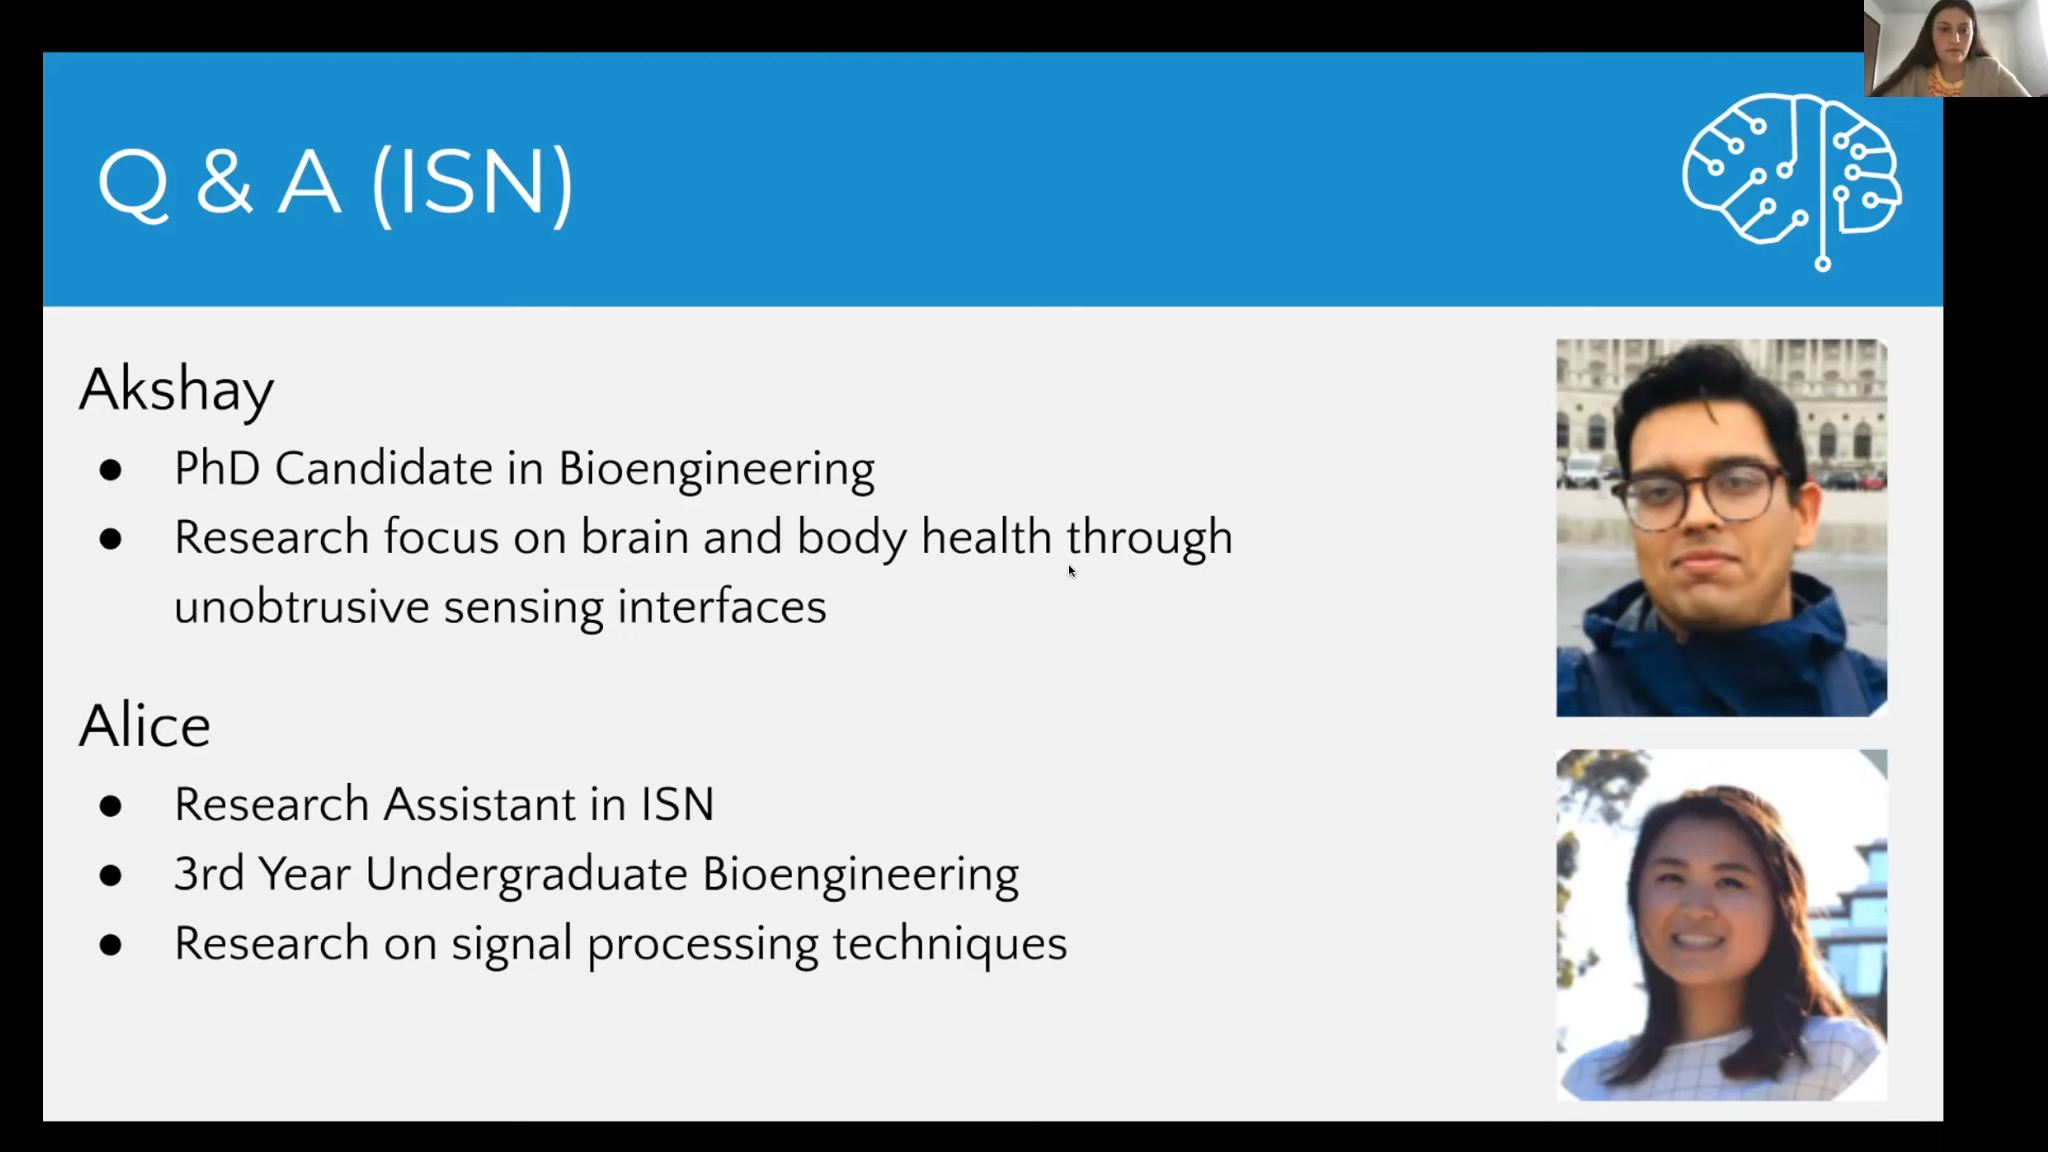 Q & A (ISN)
Akshay
● PhD Candidate in Bioengineering
● Research focus on brain and body health through
unobtrusive sensing interfaces
Alice
● Research Assistant in ISN
● 3rd Year Undergraduate Bioengineering
● Research on signal processing techniques